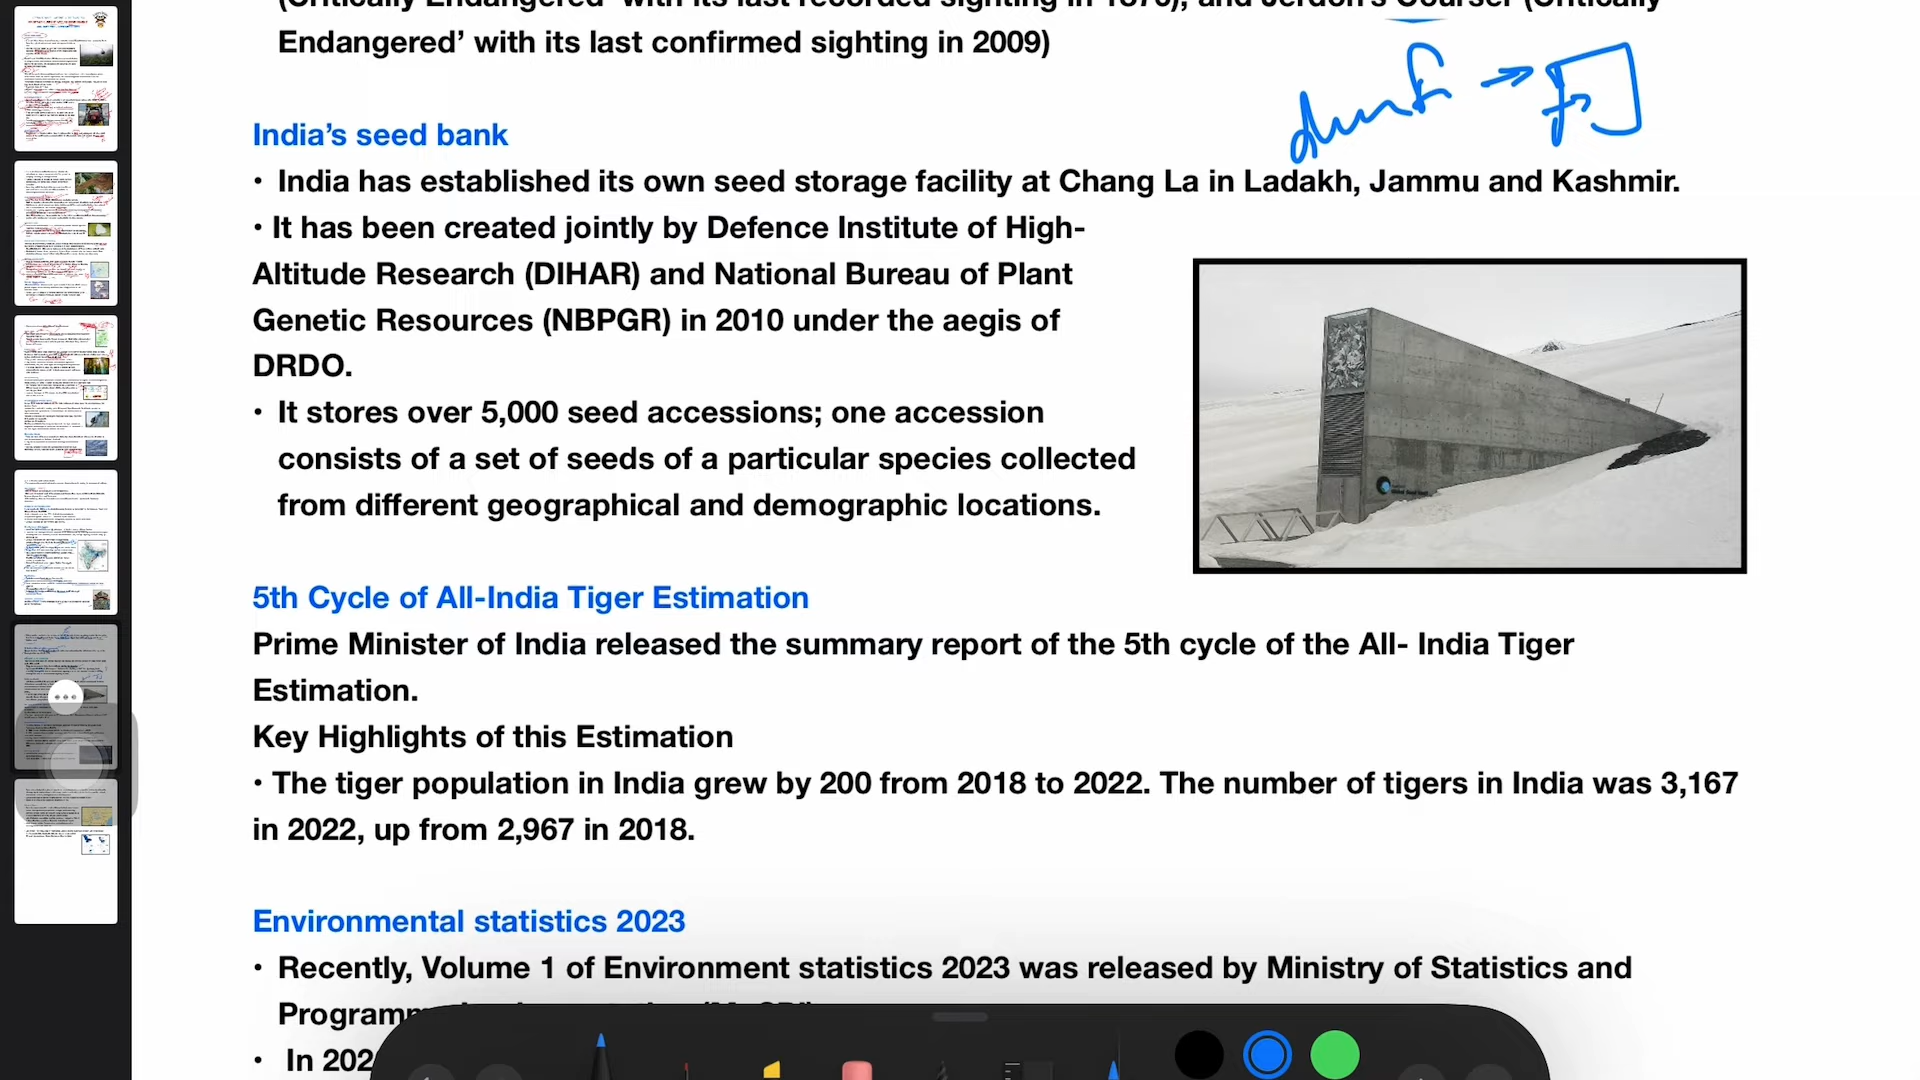 Endangered’ with its last confirmed sighting in 2009)
India’s seed bank
• India has established its own seed storage facility at Chang La in Ladakh, Jammu and Kashmir.
• It has been created jointly by Defence Institute of High-
Altitude Research (DIHAR) and National Bureau of Plant
Genetic Resources (NBPGR) in 2010 under the aegis of
DRDO.
• It stores over 5,000 seed accessions; one accession
consists of a set of seeds of a particular species collected
from different geographical and demographic locations.
5th Cycle of All-India Tiger Estimation
Prime Minister of India released the summary report of the 5th cycle of the All- India Tiger
Estimation.
Key Highlights of this Estimation
• The tiger population in India grew by 200 from 2018 to 2022. The number of tigers in India was 3,167
in 2022, up from 2,967 in 2018.
Environmental statistics 2023
• Recently, Volume 1 of Environment statistics 2023 was released by Ministry of Statistics and
• In 202